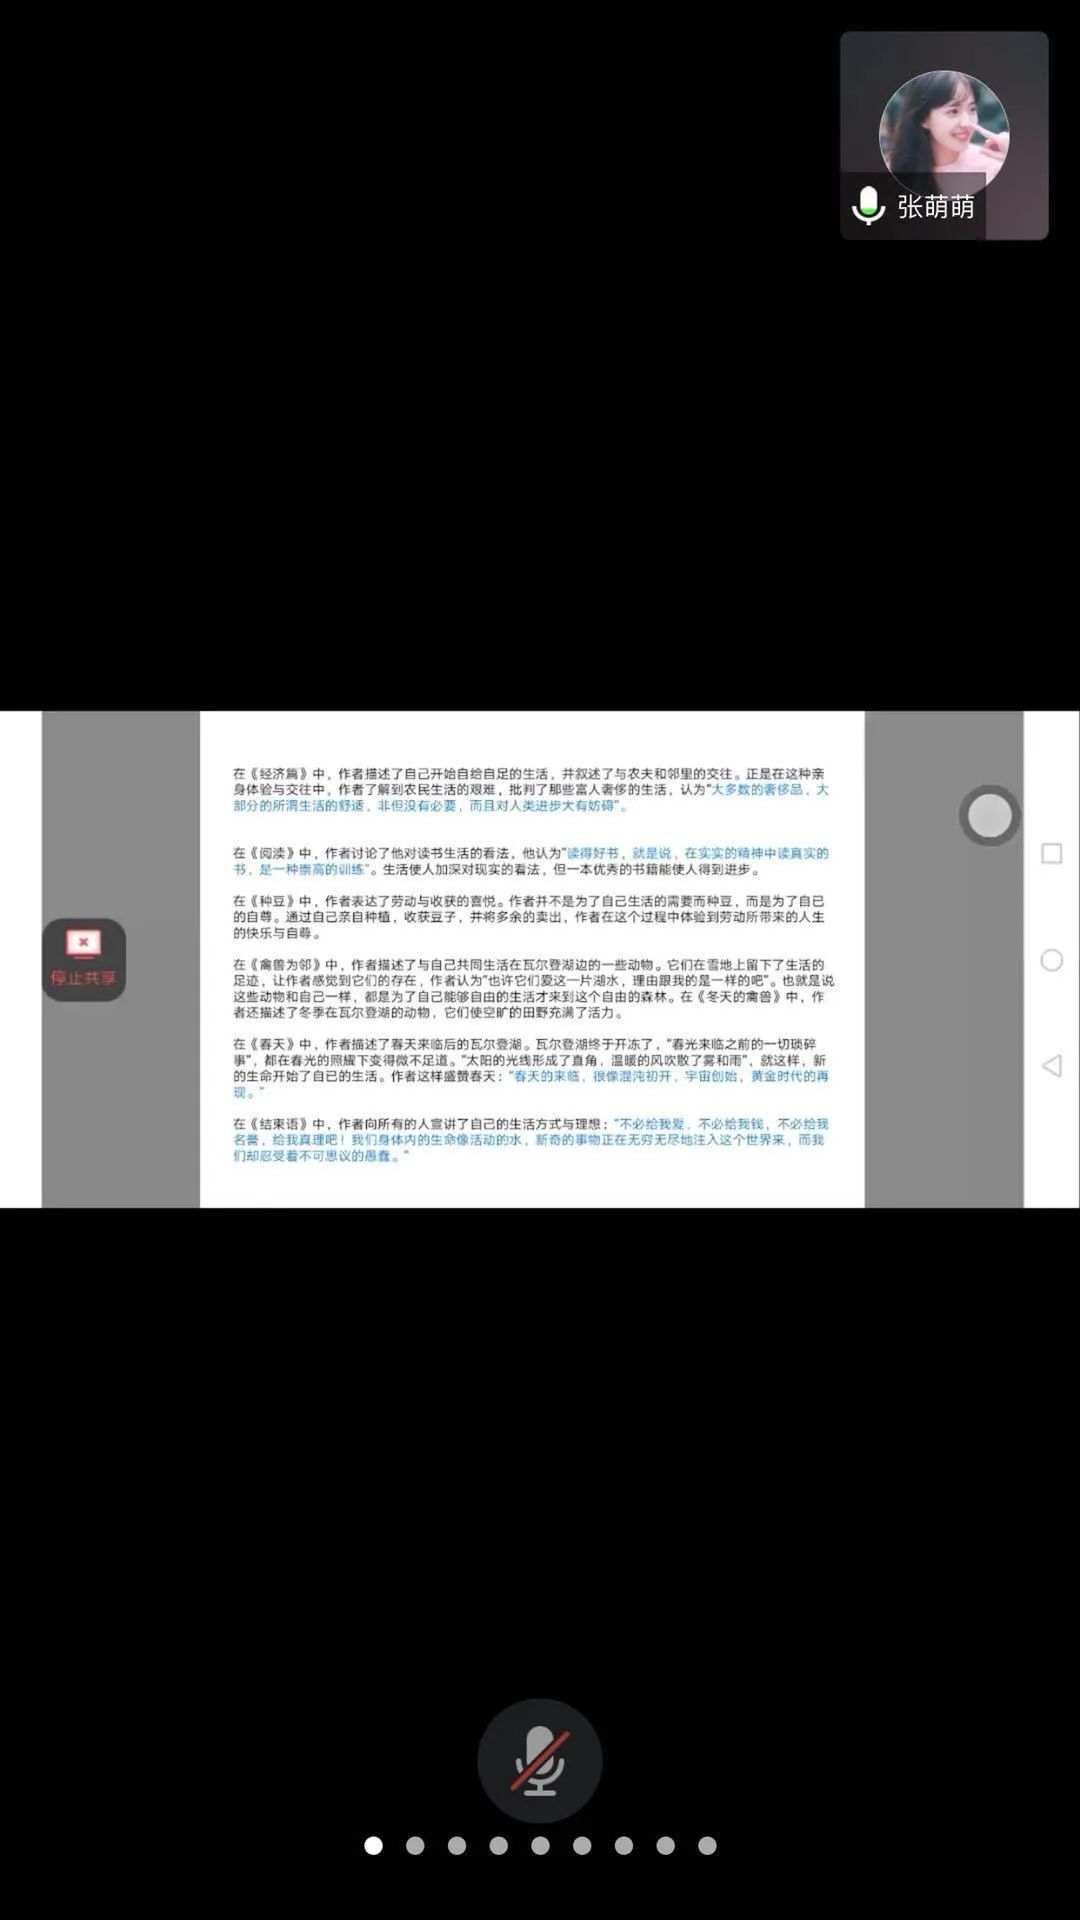 张萌萌
在《经济篇》中，作者描述了自己开始自给自足的生活，并叙述了与农夫和邻里的交往。正是在这种亲
身体验与交往中，作者了解到农民生活的艰难，批判了那些富人奢侈的生活，认为“大多数的奢侈品，大
部分的所谓生活的舒适，非但没有必要，而且对人类进步大有妨碍”。
在《阅读》中，作者讨论了他对读书生活的看法，他认为“读得好书，就是说，在实实的精神中读真实的
书，是一种崇高的训练”。生活使人加深对现实的看法，但一本优秀的书籍能使人得到进步。
在《种豆》中，作者表达了劳动与收获的喜悦。作者并不是为了自己生活的需要而种豆，而是为了自已
的自尊。通过自己亲自种植，收获豆子，并将多余的卖出，作者在这个过程中体验到劳动所带来的人生
的快乐与自尊。
停止共享
在《禽兽为邻》中，作者描述了与自己共同生活在瓦尔登湖边的一些动物。它们在雪地上留下了生活的
足迹，让作者感觉到它们的存在，作者认为“也许它们爱这一片湖水，理由跟我的是一样的吧”。也就是说
这些动物和自己一样，都是为了自己能够自由的生活才来到这个自由的森林。在《冬天的禽兽》中，作
者还描述了冬季在瓦尔登湖的动物，它们使空旷的田野充满了活力。
在《春天》中，作者描述了春天来临后的瓦尔登湖。瓦尔登湖终于开冻了，“春光来临之前的一切琐碎
事”，都在春光的照耀下变得微不足道。“太阳的光线形成了直角，温暖的风吹散了雾和雨”，就这样，新
的生命开始了自已的生活。作者这样盛赞春天：“春天的来临，很像混沌初开，宇宙创始，黄金时代的再
现。”
在《结束语》中，作者向所有的人宣讲了自己的生活方式与理想：“不必给我爱，不必给我钱，不必给我
名誉，给我真理吧！我们身体内的生命像活动的水，新奇的事物正在无穷无尽地注入这个世界来，而我
们却忍受着不可思议的愚蠢。”